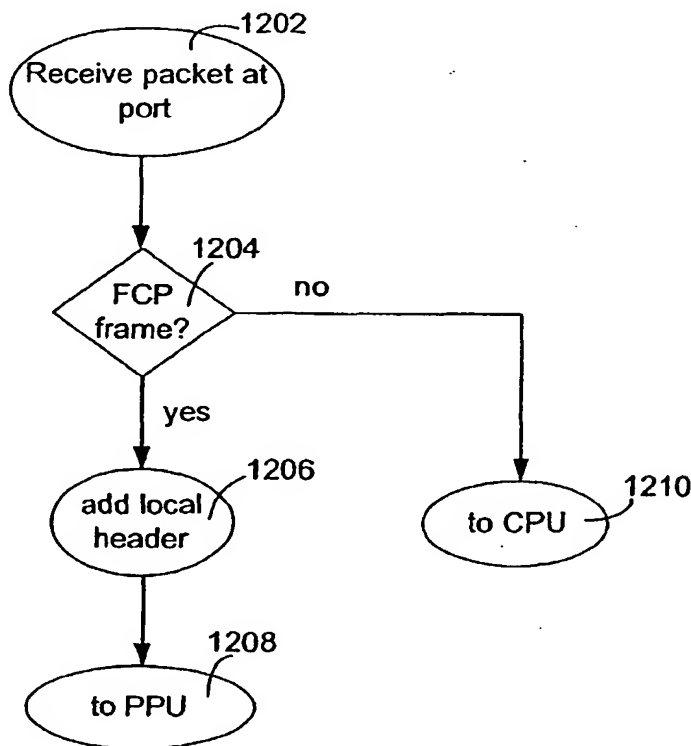 1202
Receive packet at
port
1204
FCP
frame?
no
yes
1206
add local
header
1210
to CPU
1208
to PPU